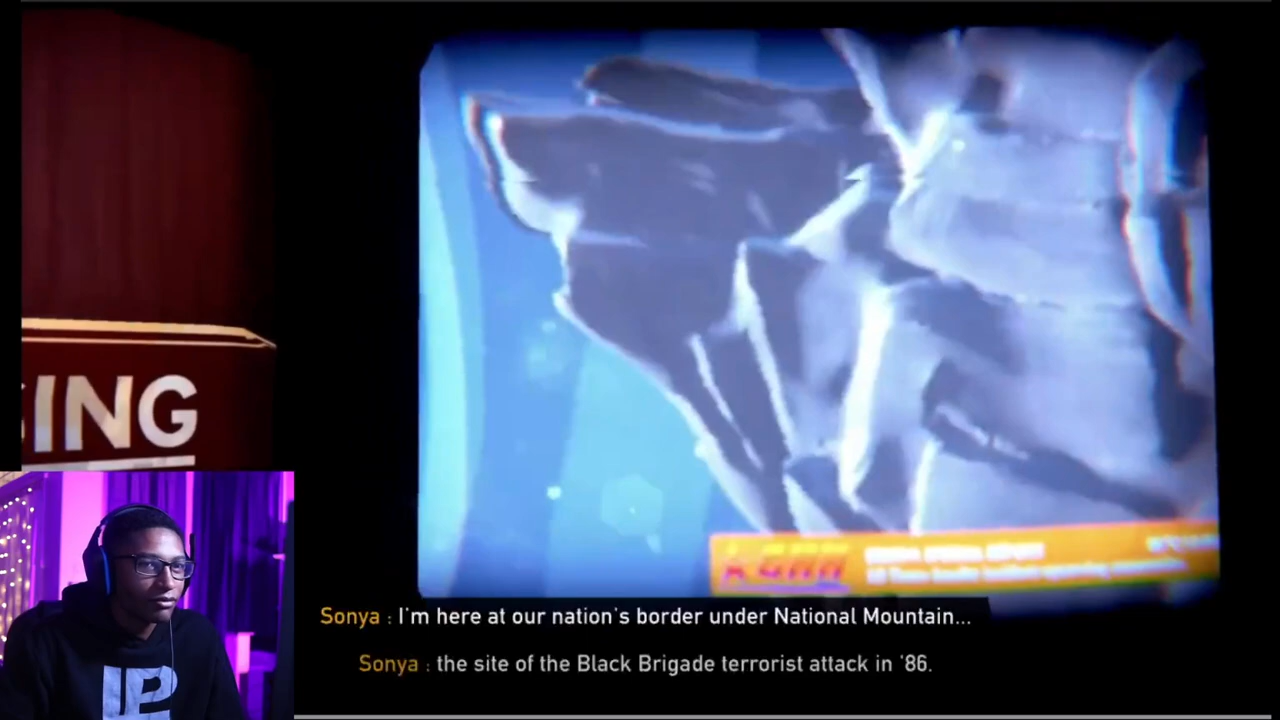 SING
Sonya : I'm here at our nation's border under National Mountain...
Sonya : the site of the Black Brigade terrorist attack in '86.